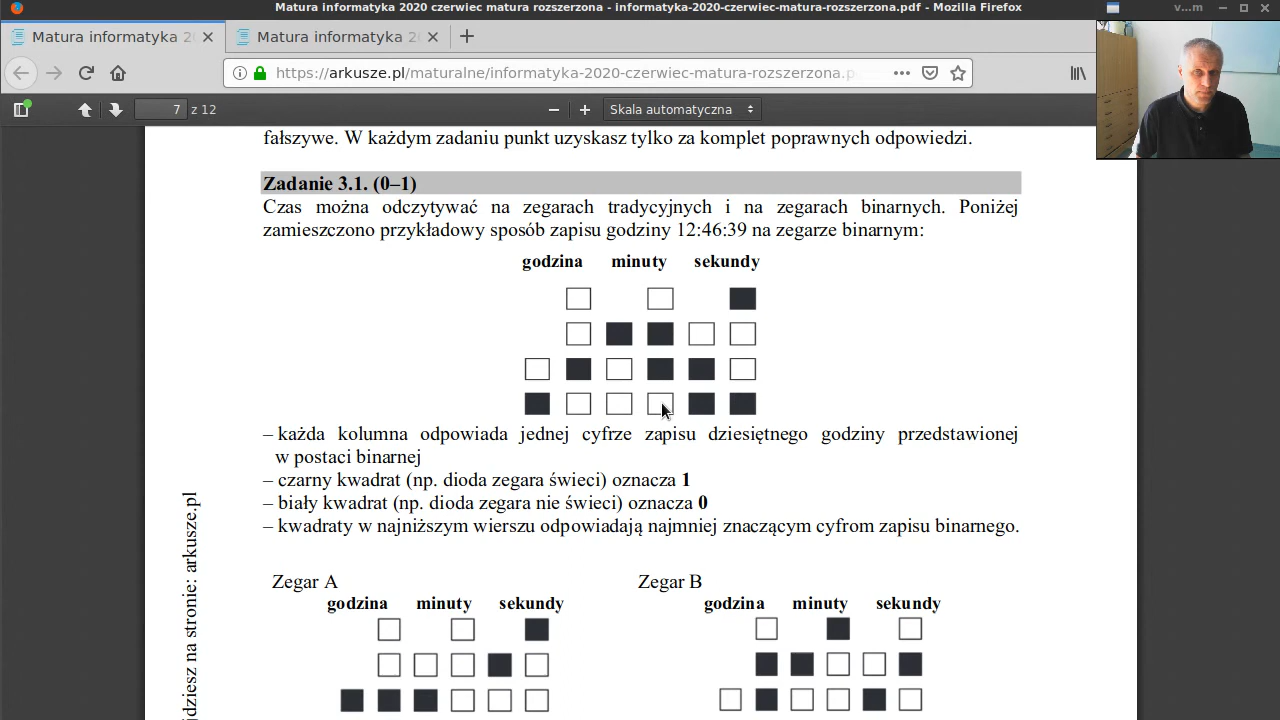 Matura informatyka 2020 czerwiec matura rozszerzona - informatyka-2020-czerwiec-matura-rozszerzona.pdf - Mozilla Firefox
v...m
Matura informatyka 2
Matura informatyka 2
https://arkusze.pl/maturalne/informatyka-2020-czerwiec-matura-rozszerzona.p
7 z 12
Skala automatyczna
fałszywe. W każdym zadaniu punkt uzyskasz tylko za komplet poprawnych odpowiedzi.
Zadanie 3.1. (0–1)
Czas można odczytywać na zegarach tradycyjnych i na zegarach binarnych. Poniżej
zamieszczono przykładowy sposób zapisu godziny 12:46:39 na zegarze binarnym:
godzina minuty sekundy
– każda kolumna odpowiada jednej cyfrze zapisu dziesiętnego godziny przedstawionej
w postaci binarnej
– czarny kwadrat (np. dioda zegara świeci) oznacza 1
– biały kwadrat (np. dioda zegara nie świeci) oznacza 0
– kwadraty w najniższym wierszu odpowiadają najmniej znaczącym cyfrom zapisu binarnego.
Zegar A
godzina minuty sekundy
Zegar B
godzina minuty sekundy
jdziesz na stronie: arkusze.pl